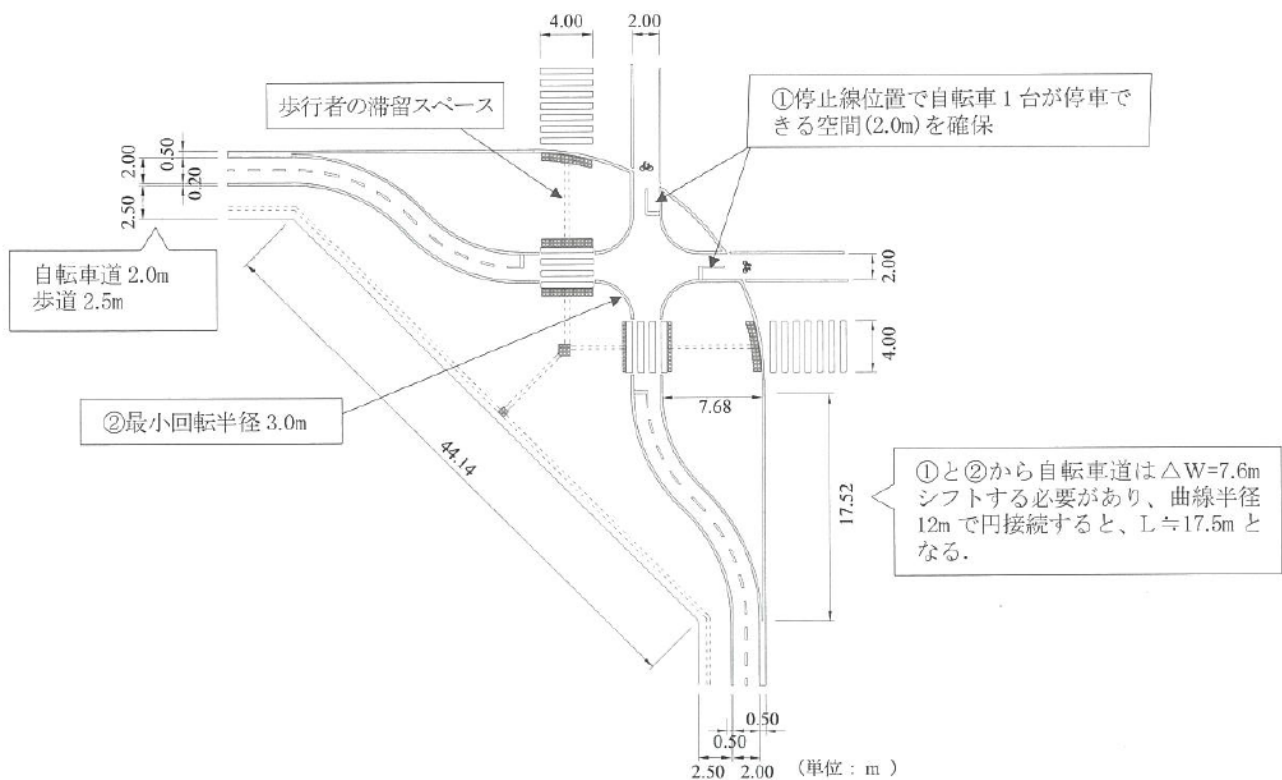 4.00
2.00
歩行者の滞留スペース
①停止線位置で自転車1台が停車で
きる空間(2.0m)を確保
0.50
2.00
0.20
2.50
自転車道 2.0m
歩道 2.5m
2.00
4.00
②最小回転半径 3.0m
7.68
44.14
17.52
①と②から自転車道は△W=7.6m
シフトする必要があり、曲線半径
12m で円接続すると、L≒17.5m と
なる.
0.50
0.50
2.50
2.00
(単位：m)